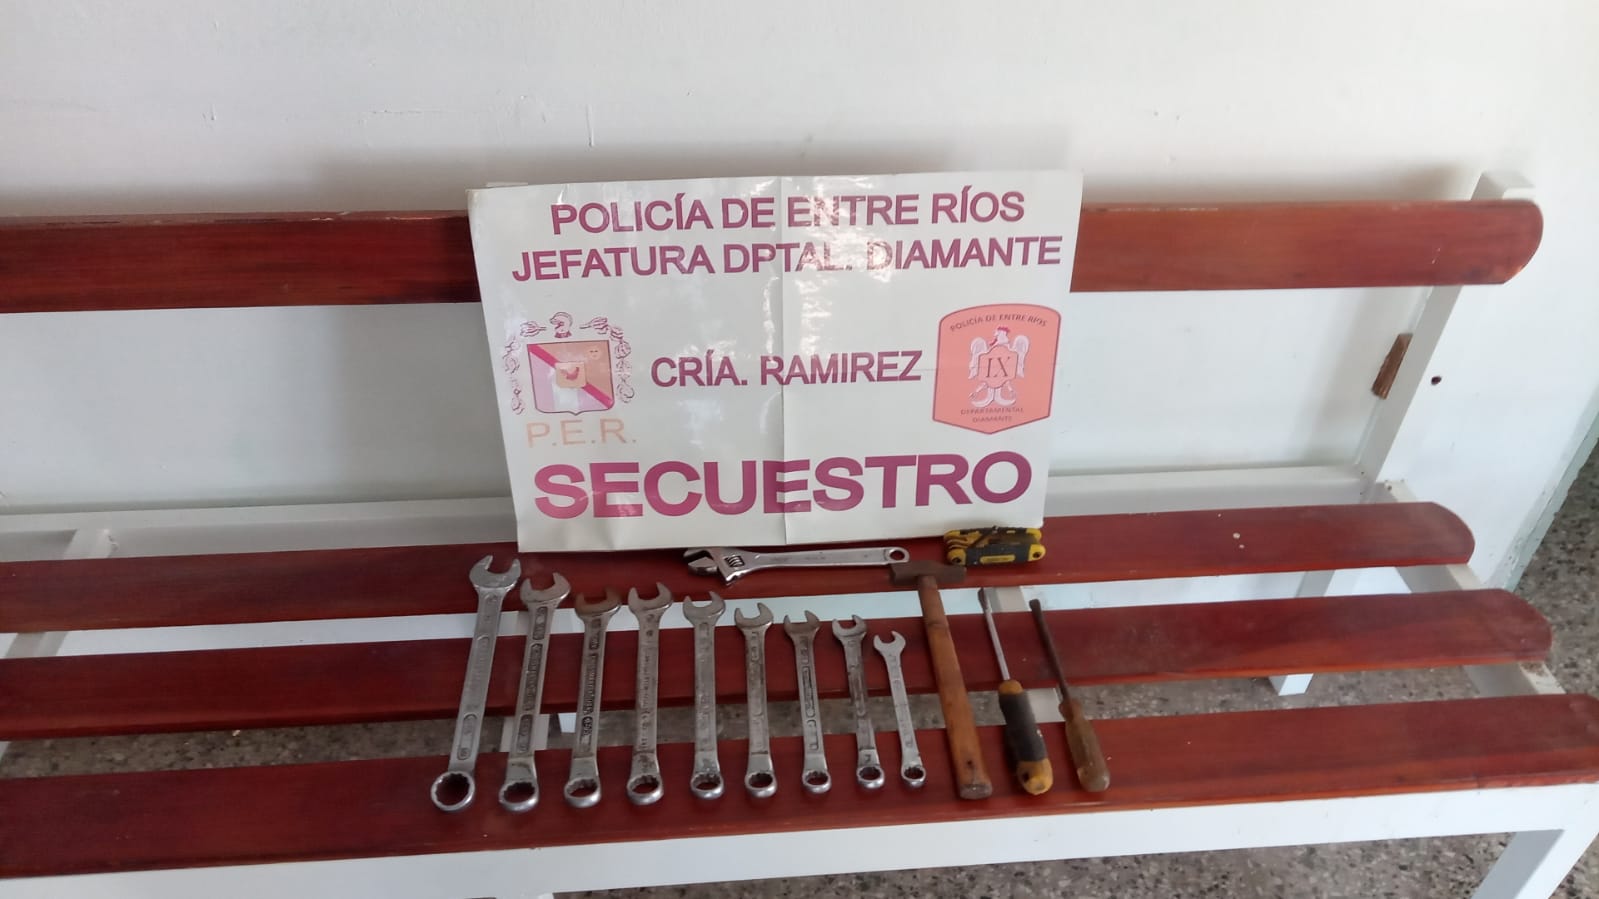 POLICÍA DE ENTRE RÍOS
JEFATURA DPTAL. DIAMANTE
CRÍA. RAMIREZ
P.E.R.
POLICÍA DE ENTRE RÍOS
IX
DEPARTAMENTAL
DIAMANTE
SECUESTRO